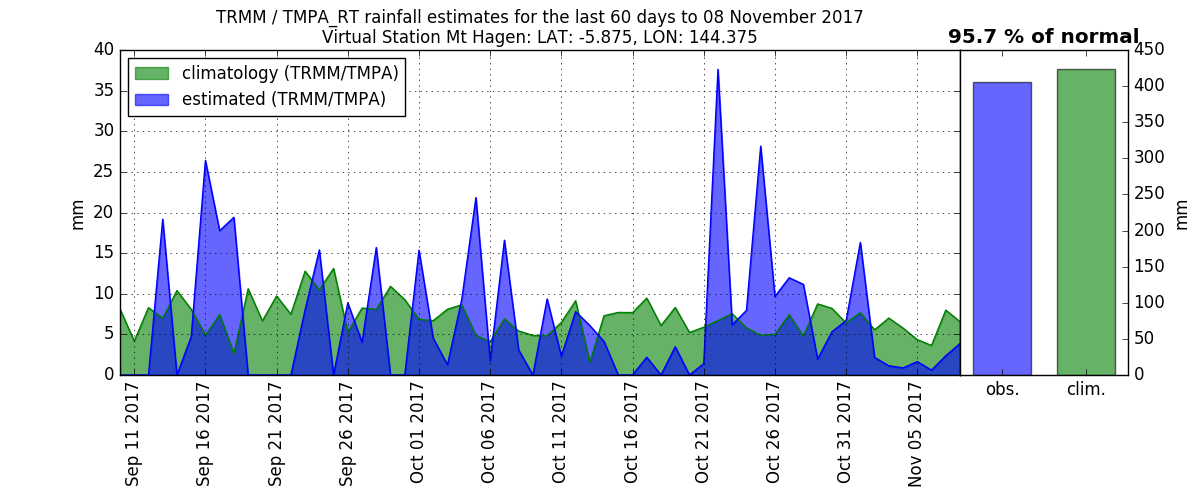 TRMM / TMPA_RT rainfall estimates for the last 60 days to 08 November 2017
Virtual Station Mt Hagen: LAT: -5.875, LON: 144.375
95.7 % of normal
climatology (TRMM/TMPA)
estimated (TRMM/TMPA)
mm
40
35
30
25
20
15
10
5
0
Sep 11 2017
Sep 16 2017
Sep 21 2017
Sep 26 2017
Oct 01 2017
Oct 06 2017
Oct 11 2017
Oct 16 2017
Oct 21 2017
Oct 26 2017
Oct 31 2017
Nov 05 2017
450
400
350
300
250
200
150
100
50
0
mm
obs.
clim.